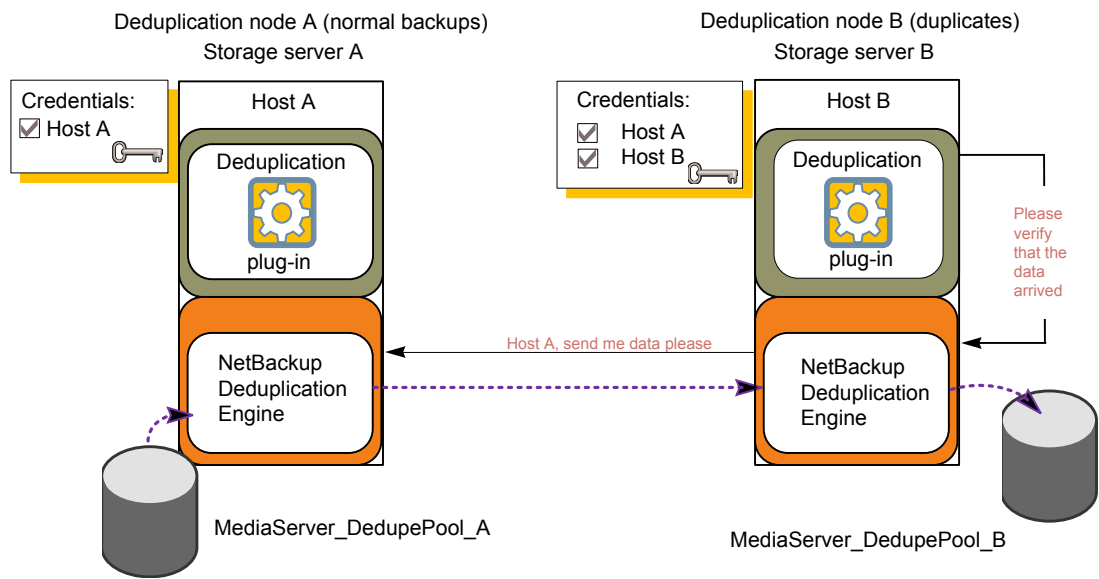 Deduplication node A (normal backups)
Storage server A
Credentials:
Host A
Host A
Deduplication
plug-in
NetBackup
Deduplication
Engine
MediaServer_DedupePool_A
Host A, send me data please
Deduplication node B (duplicates)
Storage server B
Credentials:
Host A
Host B
Host B
Deduplication
plug-in
Please
verify
that the
data
arrived
NetBackup
Deduplication
Engine
MediaServer_DedupePool_B